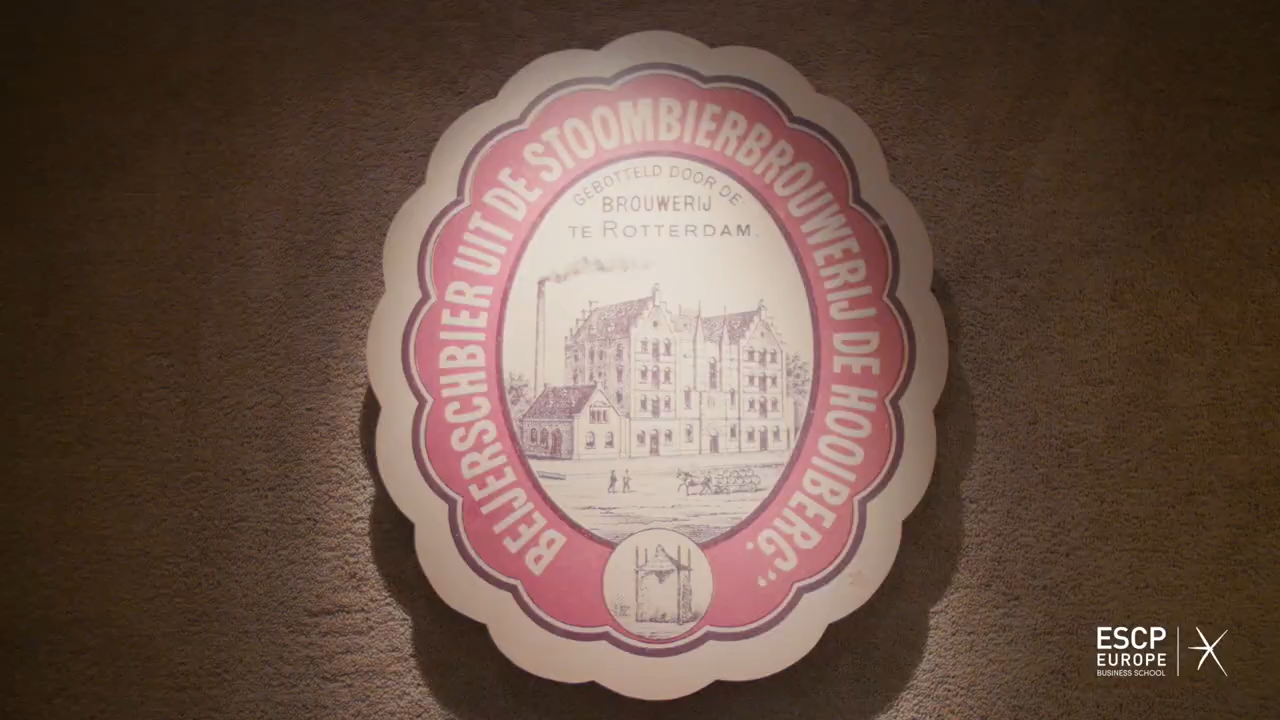 BEIJERSCHBIER UIT DE STOOMBIERBROUWERIJ DE HOOIBERG".
GEBOTTELD DOOR DE
BROUWERIJ
TE ROTTERDAM.
ESCP
EUROPE
BUSINESS SCHOOL